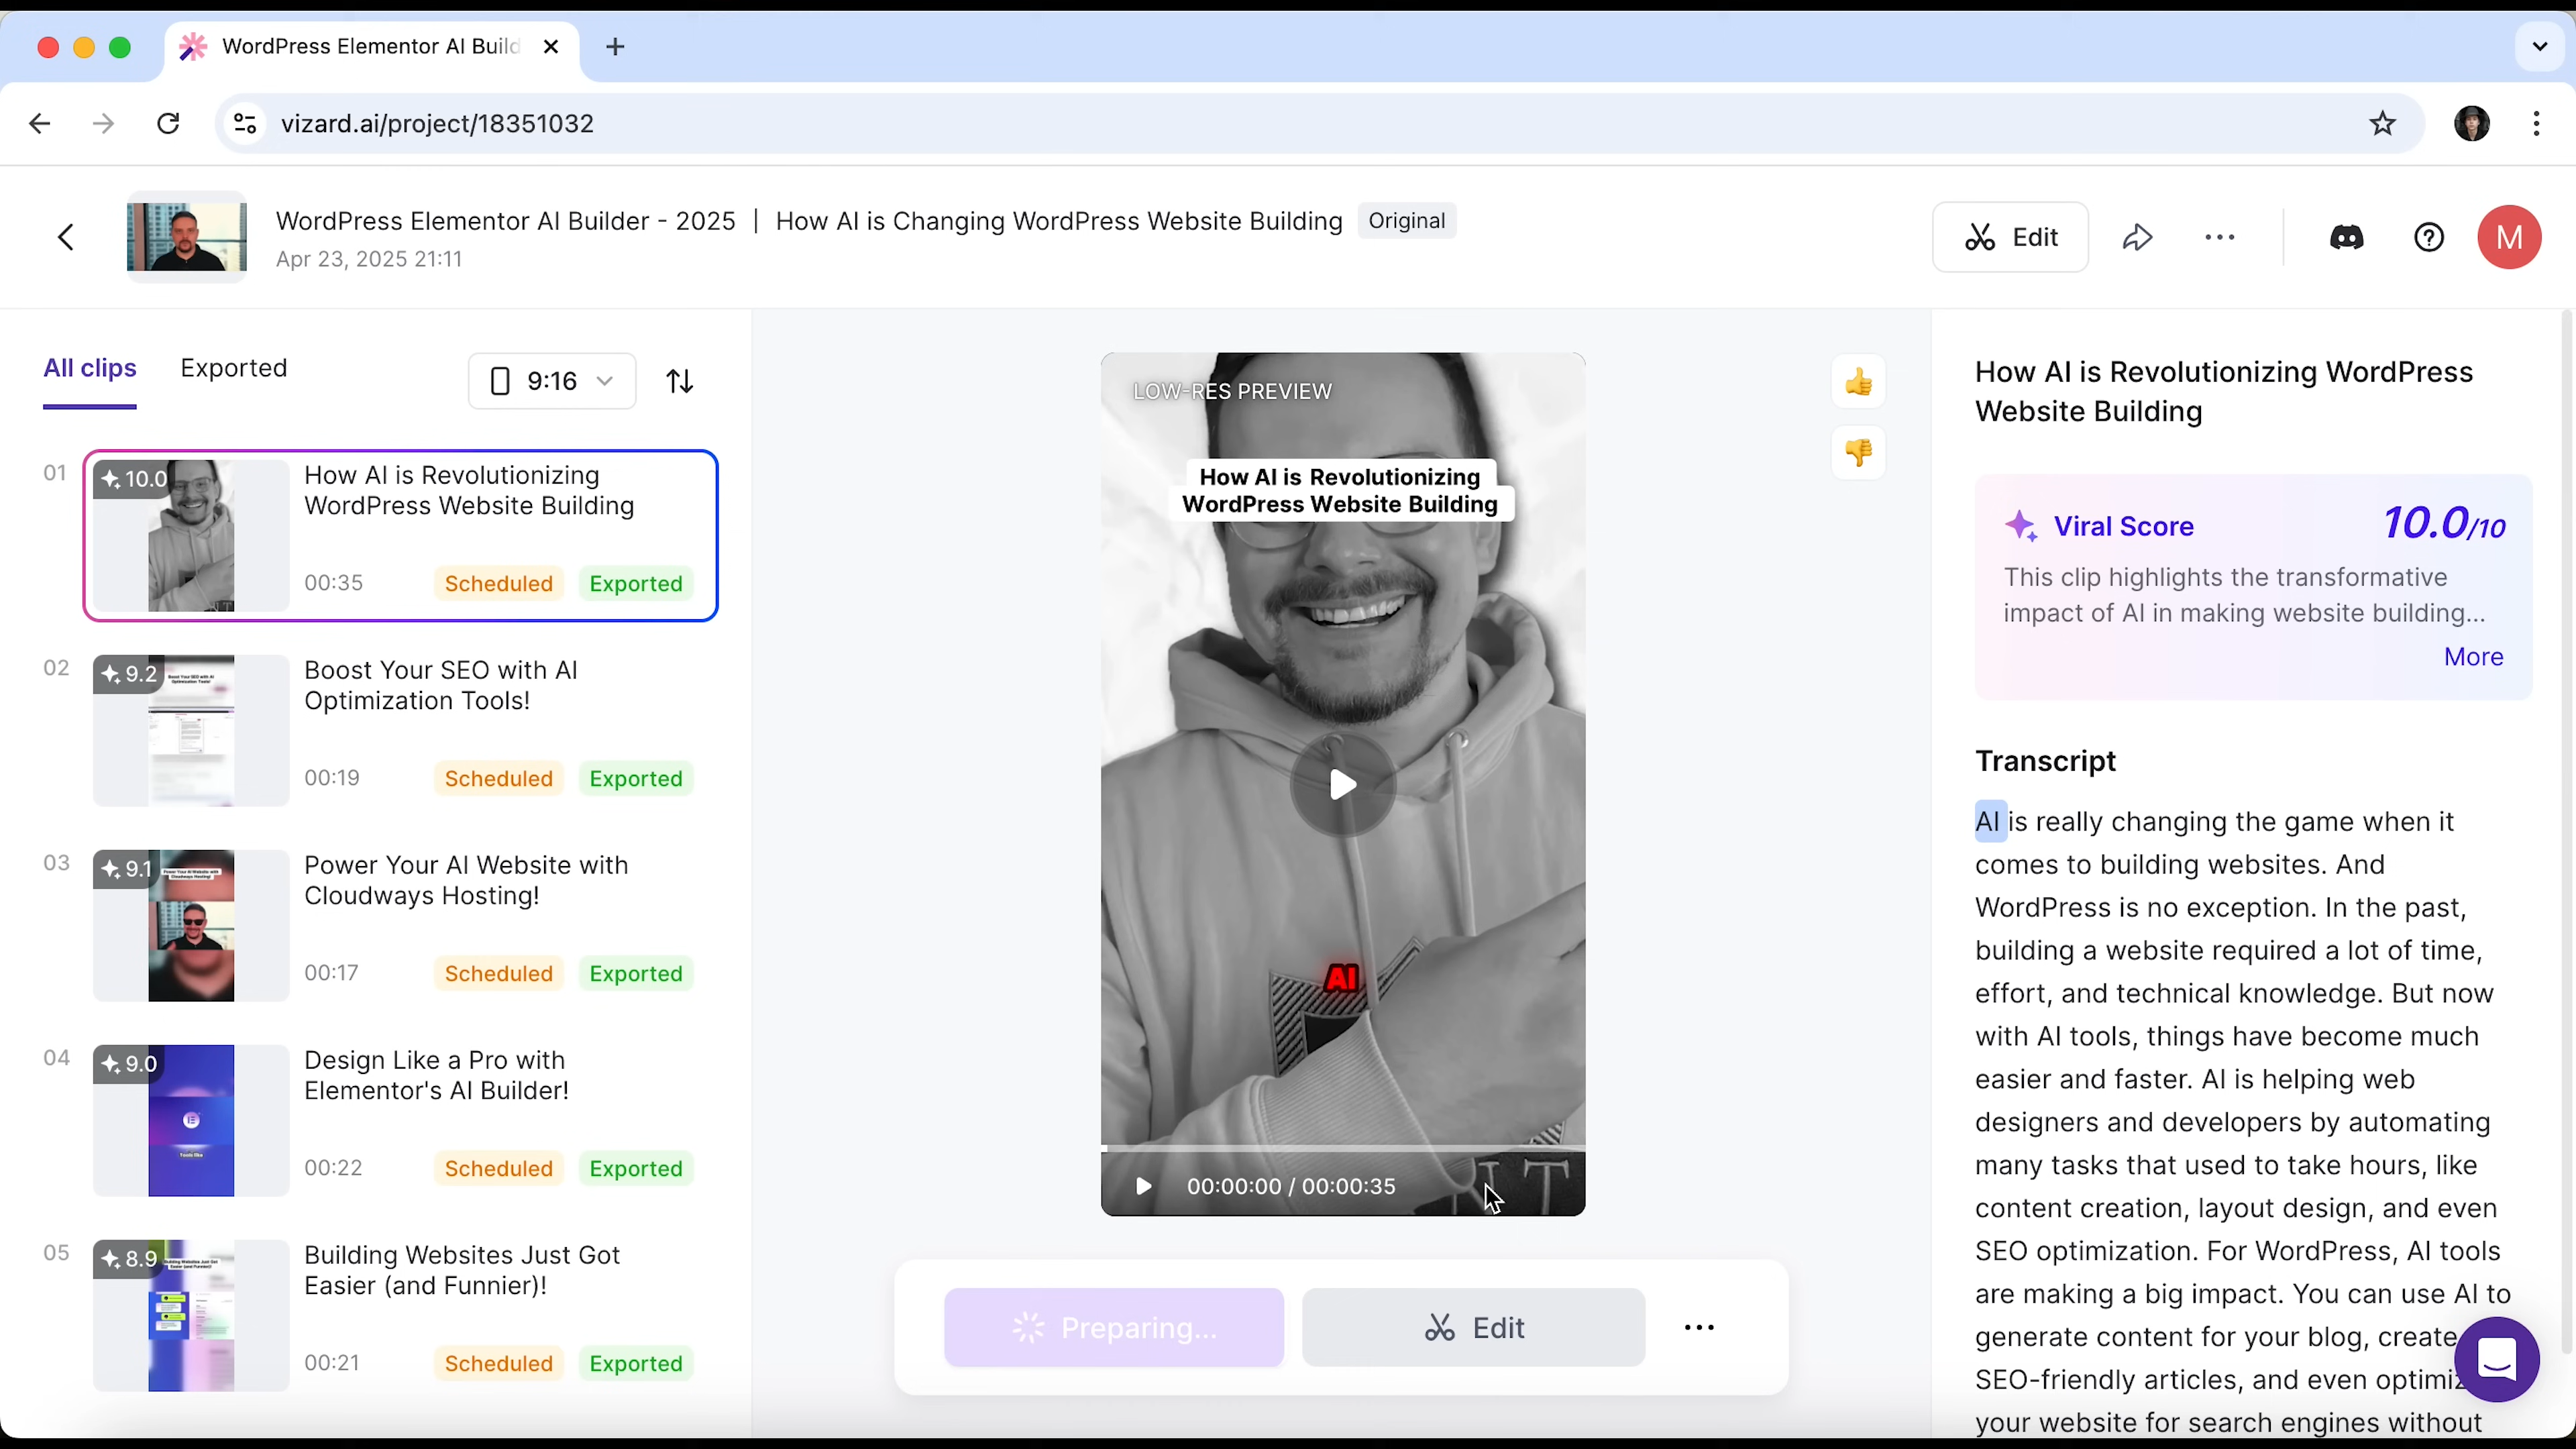 WordPress Elementor AI Build
vizard.ai/project/18351032
WordPress Elementor AI Builder - 2025 | How AI is Changing WordPress Website Building
Original
Apr 23, 2025 21:11
Edit
M
All clips
Exported
9:16
01
10.0
How AI is Revolutionizing
WordPress Website Building
00:35
Scheduled
Exported
02
9.2
Boost Your SEO with AI
Optimization Tools!
00:19
Scheduled
Exported
03
9.1
Power Your AI Website with
Cloudways Hosting!
00:17
Scheduled
Exported
04
9.0
Design Like a Pro with
Elementor's AI Builder!
00:22
Scheduled
Exported
05
8.9
Building Websites Just Got
Easier (and Funnier)!
00:21
Scheduled
Exported
LOW-RES PREVIEW
How AI is Revolutionizing
WordPress Website Building
AI
00:00:00 / 00:00:35
Preparing...
Edit
How AI is Revolutionizing WordPress
Website Building
Viral Score
10.0/10
This clip highlights the transformative
impact of AI in making website building...
More
Transcript
AI is really changing the game when it
comes to building websites. And
WordPress is no exception. In the past,
building a website required a lot of time,
effort, and technical knowledge. But now
with AI tools, things have become much
easier and faster. AI is helping web
designers and developers by automating
many tasks that used to take hours, like
content creation, layout design, and even
SEO optimization. For WordPress, AI tools
are making a big impact. You can use AI to
generate content for your blog, create
SEO-friendly articles, and even optimiz
your website for search engines without